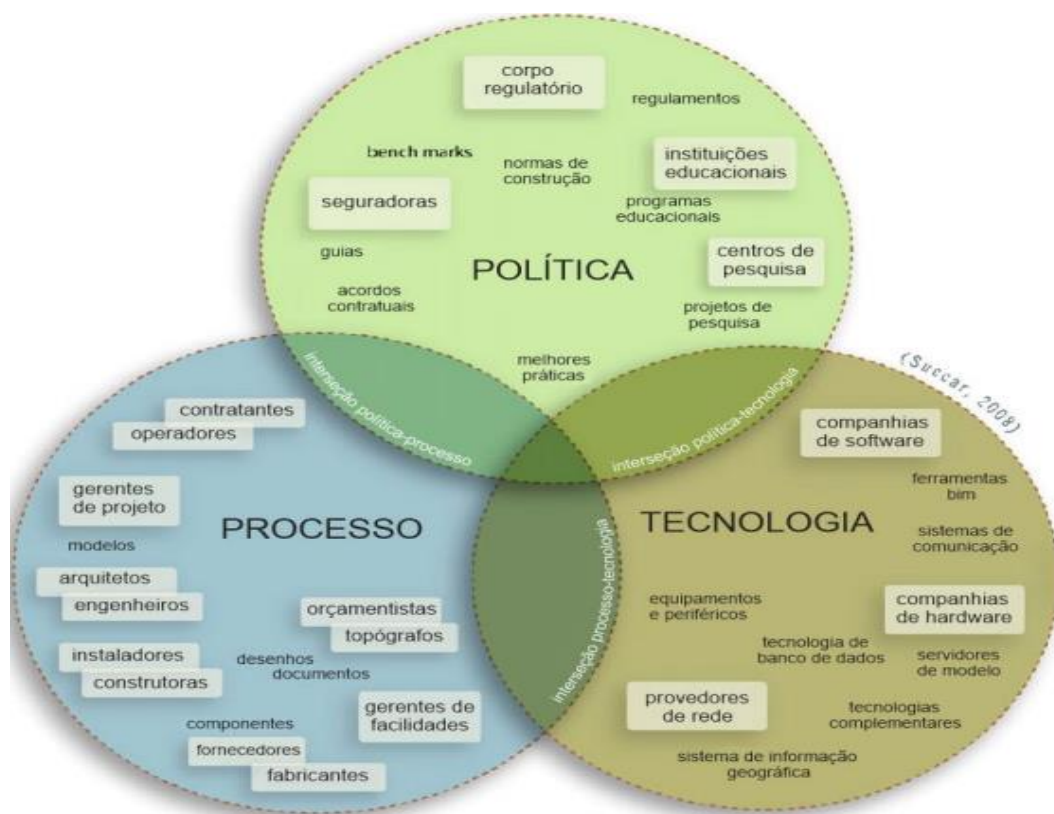 corpo
regulatório
regulamentos
bench marks
normas de
construção
instituições
educacionais
seguradoras
programas
educacionais
guias
POLÍTICA
centros de
pesquisa
acordos
contratuais
projetos de
pesquisa
melhores
práticas
interseção política-processo
interseção política-tecnologia
(Succar, 2008)
contratantes
operadores
gerentes
de projeto
PROCESSO
modelos
arquitetos
engenheiros
orçamentistas
topógrafos
instaladores
construtoras
desenhos
documentos
gerentes de
facilidades
componentes
fornecedores
fabricantes
interseção processo-tecnologia
companhias
de software
ferramentas
bim
TECNOLOGIA
sistemas de
comunicação
equipamentos
e periféricos
companhias
de hardware
tecnologia de
banco de dados
servidores
de modelo
provedores
de rede
tecnologias
complementares
sistema de informação
geográfica